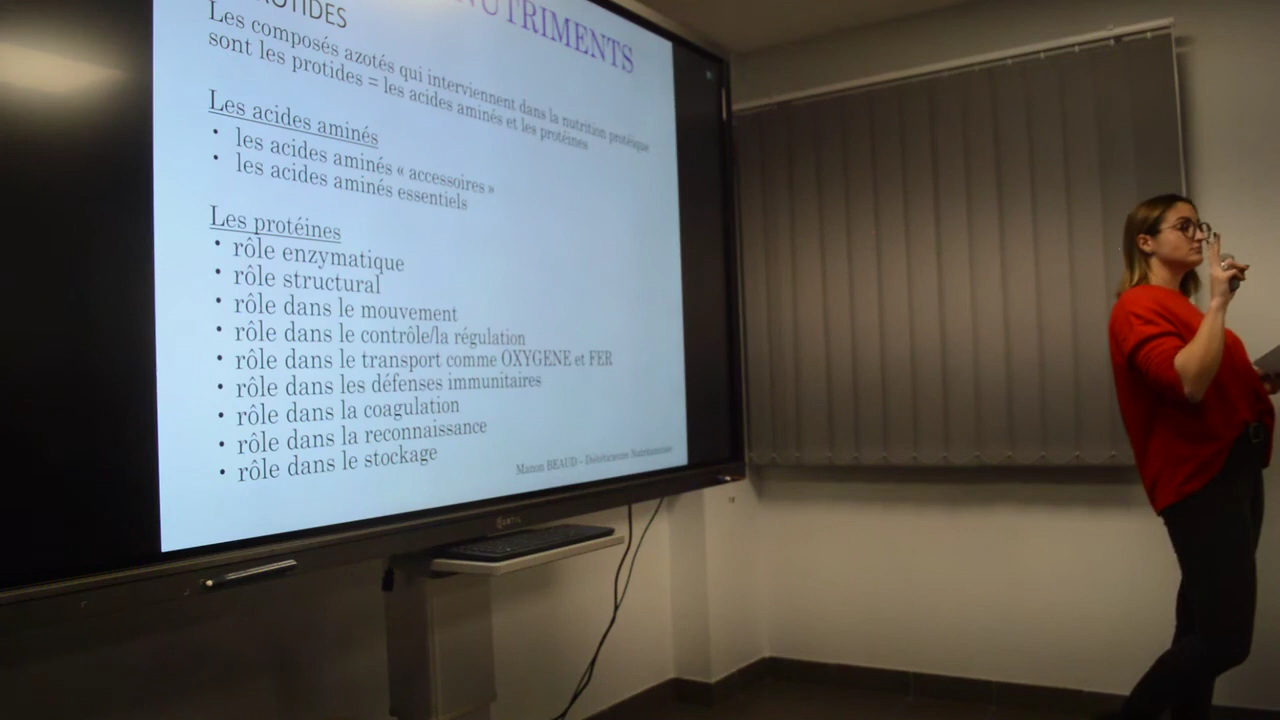 NUTRIMENTS
PROTIDES
Les composés azotés qui interviennent dans la nutrition protéique
sont les protides = les acides aminés et les protéines
Les acides aminés
• les acides aminés « accessoires »
• les acides aminés essentiels
Les protéines
• rôle enzymatique
• rôle structural
• rôle dans le mouvement
• rôle dans le contrôle/la régulation
• rôle dans le transport comme OXYGENE et FER
• rôle dans les défenses immunitaires
• rôle dans la coagulation
• rôle dans la reconnaissance
• rôle dans le stockage
Manon BEAUD – Diététicienne Nutritionniste